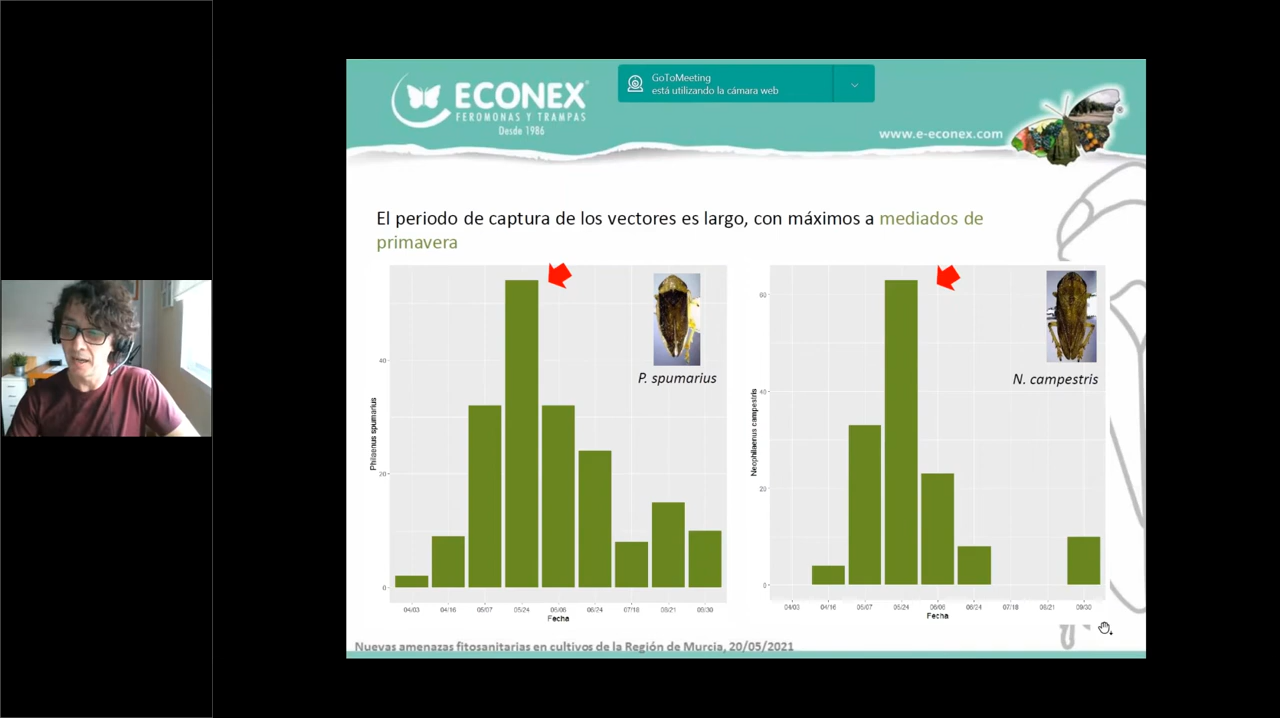 GoToMeeting
está utilizando la cámara web
ECONEX
FEROMONAS Y TRAMPAS
Desde 1986
®
www.e-econex.com
El periodo de captura de los vectores es largo, con máximos a mediados de
primavera
P. spumarius
Philaenus spumarius
40
20
0
04/03 04/16 05/07 05/24 06/06 06/24 07/18 08/21 09/30
Fecha
N. campestris
Neophilaenus campestris
60
40
20
0
04/03 04/16 05/07 05/24 06/06 06/24 07/18 08/21 09/30
Fecha
Nuevas amenazas fitosanitarias en cultivos de la Región de Murcia, 20/05/2021